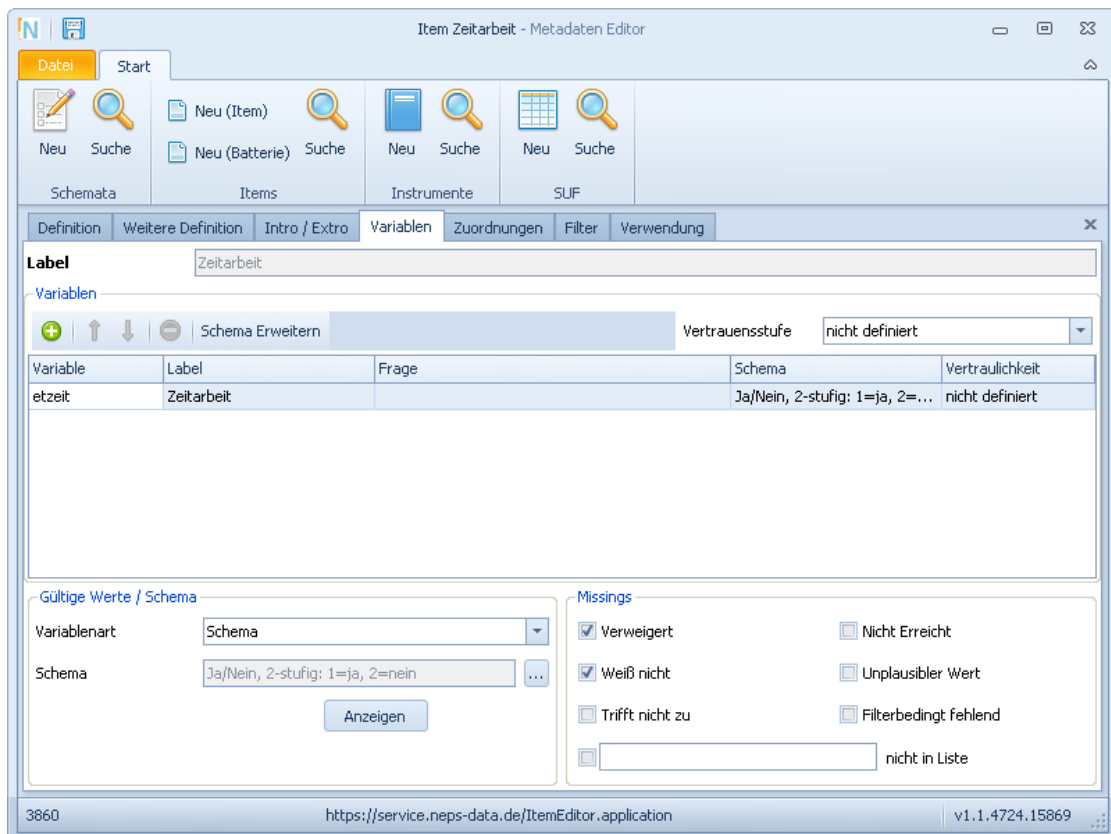 N Item Zeitarbeit - Metadaten Editor
Datei Start
Neu Suche Neu (Item) Neu (Batterie) Suche Neu Suche Neu Suche
Schemata Items Instrumente SUF
Definition Weitere Definition Intro / Extro Variablen Zuordnungen Filter Verwendung
Label Zeitarbeit
Variablen
Schema Erweitern Vertrauensstufe nicht definiert
Variable Label Frage Schema Vertraulichkeit
etzeit Zeitarbeit Ja/Nein, 2-stufig: 1=ja, 2=... nicht definiert
Gültige Werte / Schema
Variablenart Schema
Schema Ja/Nein, 2-stufig: 1=ja, 2=nein ...
Anzeigen
Missings
Verweigert Nicht Erreicht
Weiß nicht Unplausibler Wert
Trifft nicht zu Filterbedingt fehlend
nicht in Liste
3860 https://service.neps-data.de/ItemEditor.application v1.1.4724.15869